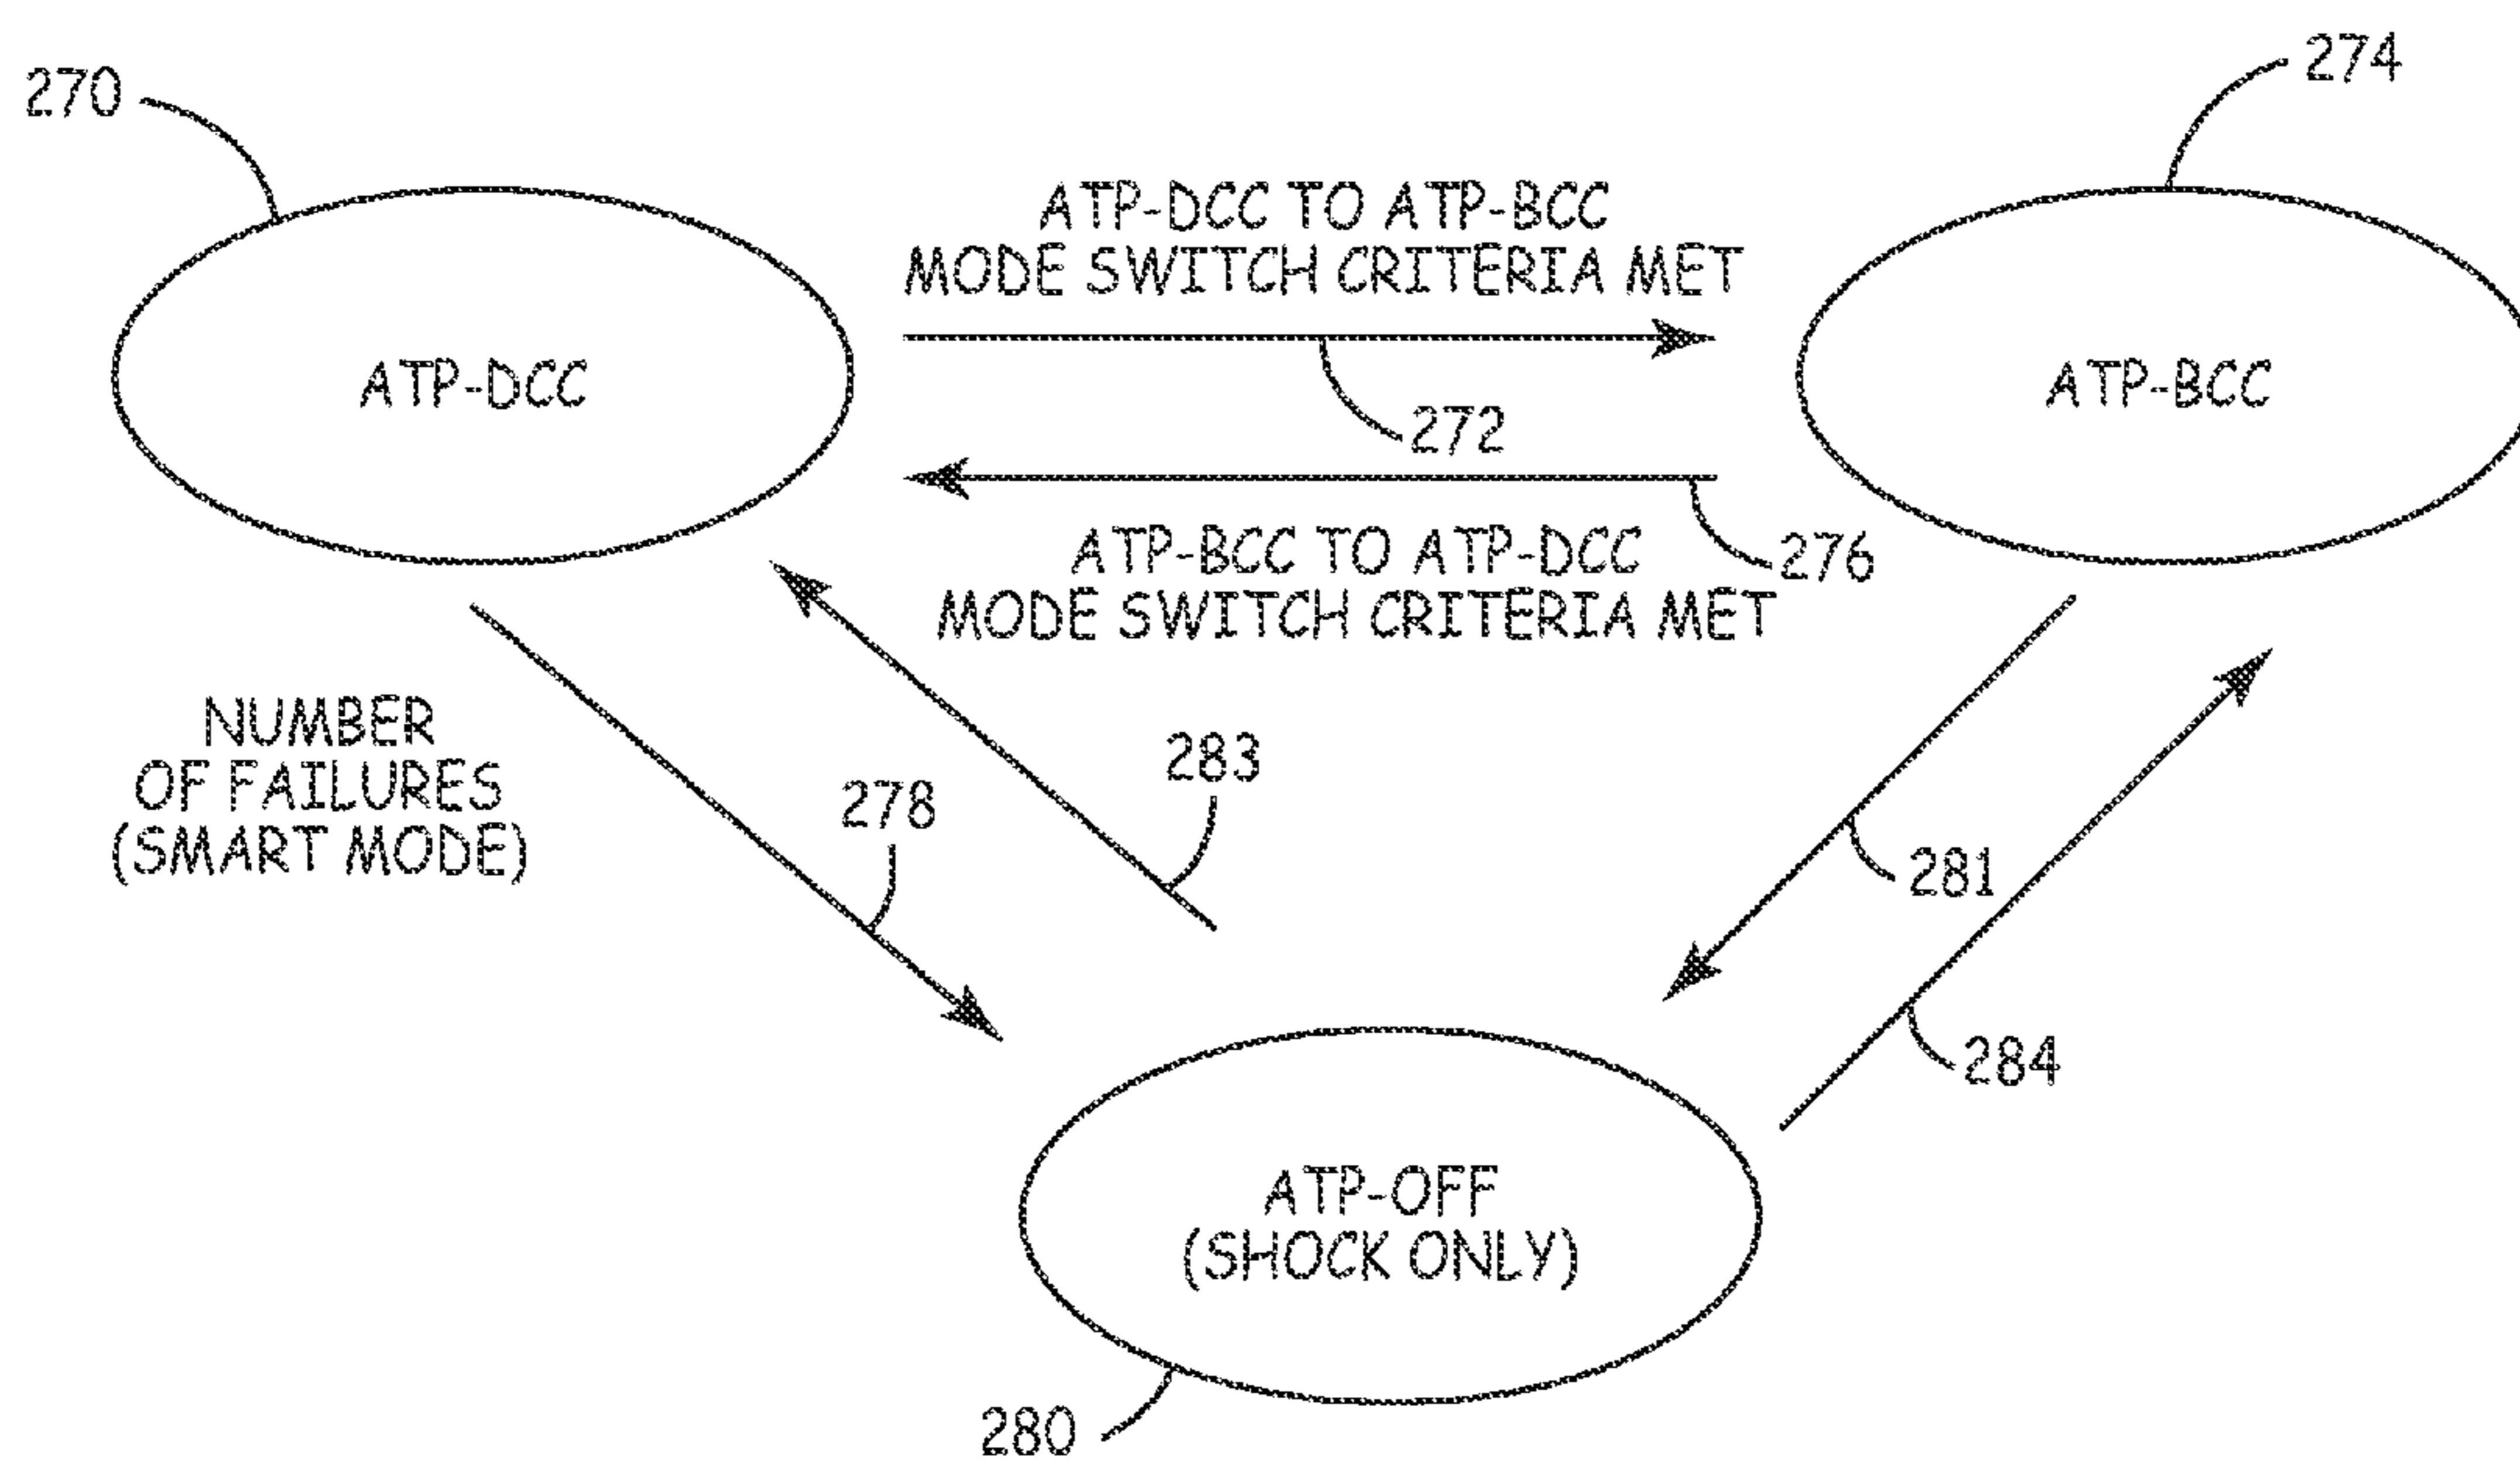 270
274
ATP-DCC TO ATP-BCC
MODE SWITCH CRITERIA MET
ATP-DCC
ATP-BCC
272
276
ATP-BCC TO ATP-DCC
MODE SWITCH CRITERIA MET
NUMBER
OF FAILURES
(SMART MODE)
278
283
281
284
ATP-OFF
(SHOCK ONLY)
280